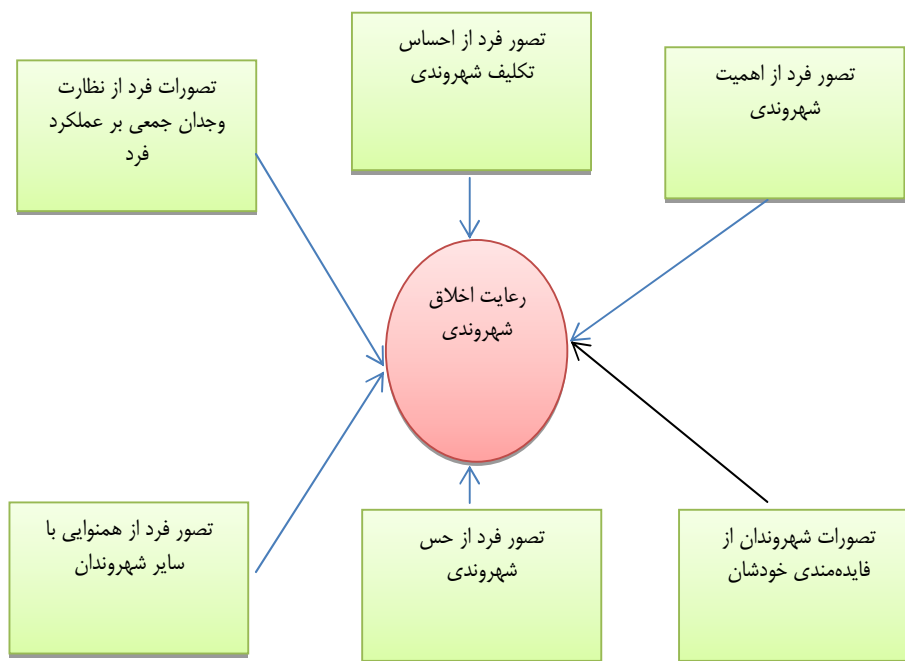 تصور فرد از اهمیت
شهروندی
تصور فرد از احساس
تکلیف شهروندی
تصورات فرد از نظارت
وجدان جمعی بر عملکرد
فرد
رعایت اخلاق
شهروندی
تصورات شهروندان از
فایده‌مندی خودشان
تصور فرد از حس
شهروندی
تصور فرد از همنوایی با
سایر شهروندان